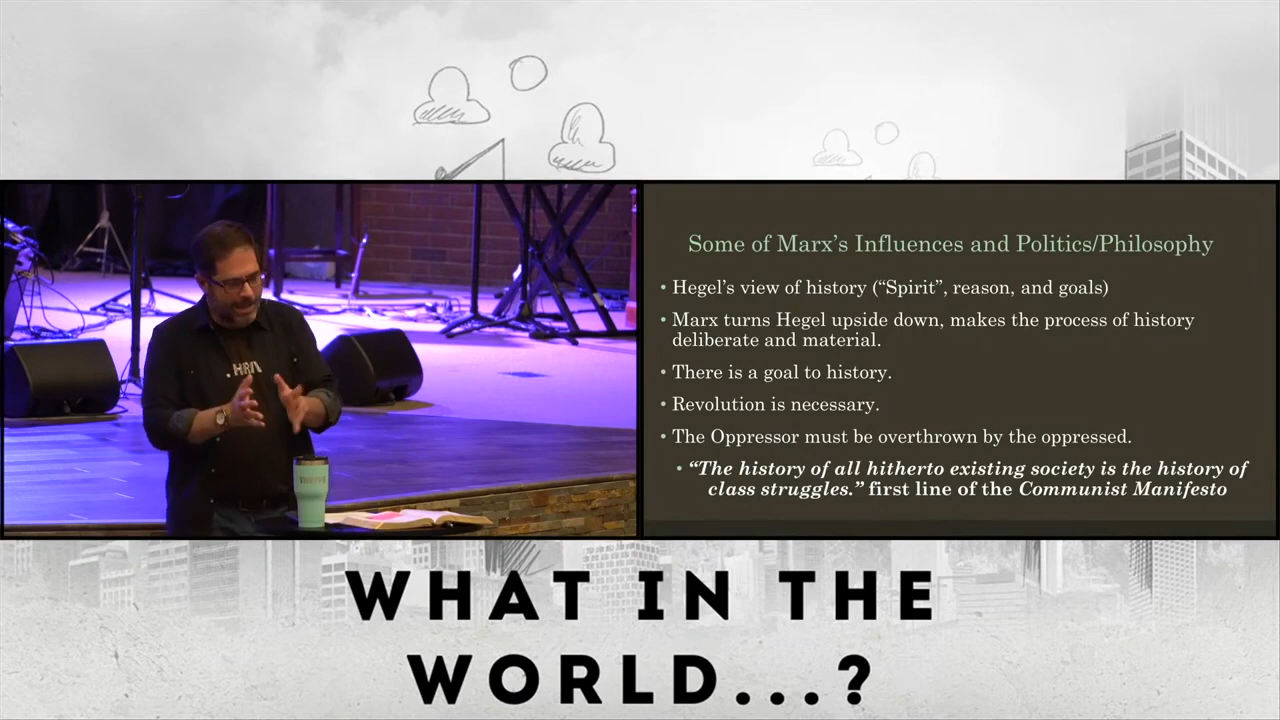 Some of Marx's Influences and Politics/Philosophy
• Hegel's view of history (“Spirit”, reason, and goals)
• Marx turns Hegel upside down, makes the process of history
deliberate and material.
• There is a goal to history.
• Revolution is necessary.
• The Oppressor must be overthrown by the oppressed.
• “The history of all hitherto existing society is the history of
class struggles.” first line of the Communist Manifesto
THRIVE
WHAT IN THE
WORLD...?